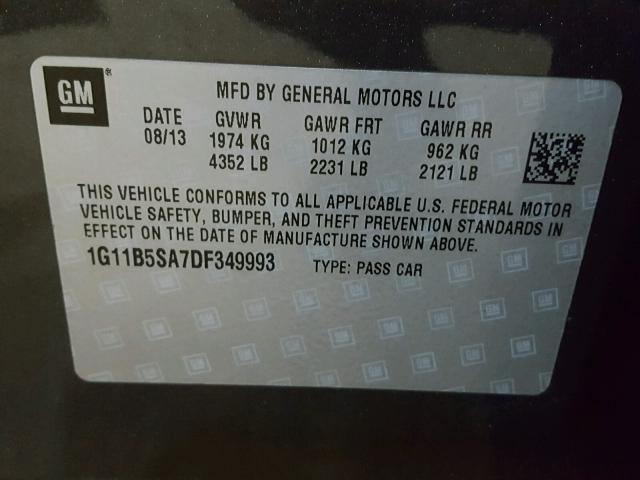 GM®
MFD BY GENERAL MOTORS LLC
DATE GVWR GAWR FRT GAWR RR
08/13 1974 KG 1012 KG 962 KG
4352 LB 2231 LB 2121 LB
THIS VEHICLE CONFORMS TO ALL APPLICABLE U.S. FEDERAL MOTOR
VEHICLE SAFETY, BUMPER, AND THEFT PREVENTION STANDARDS IN
EFFECT ON THE DATE OF MANUFACTURE SHOWN ABOVE.
1G11B5SA7DF349993 TYPE: PASS CAR